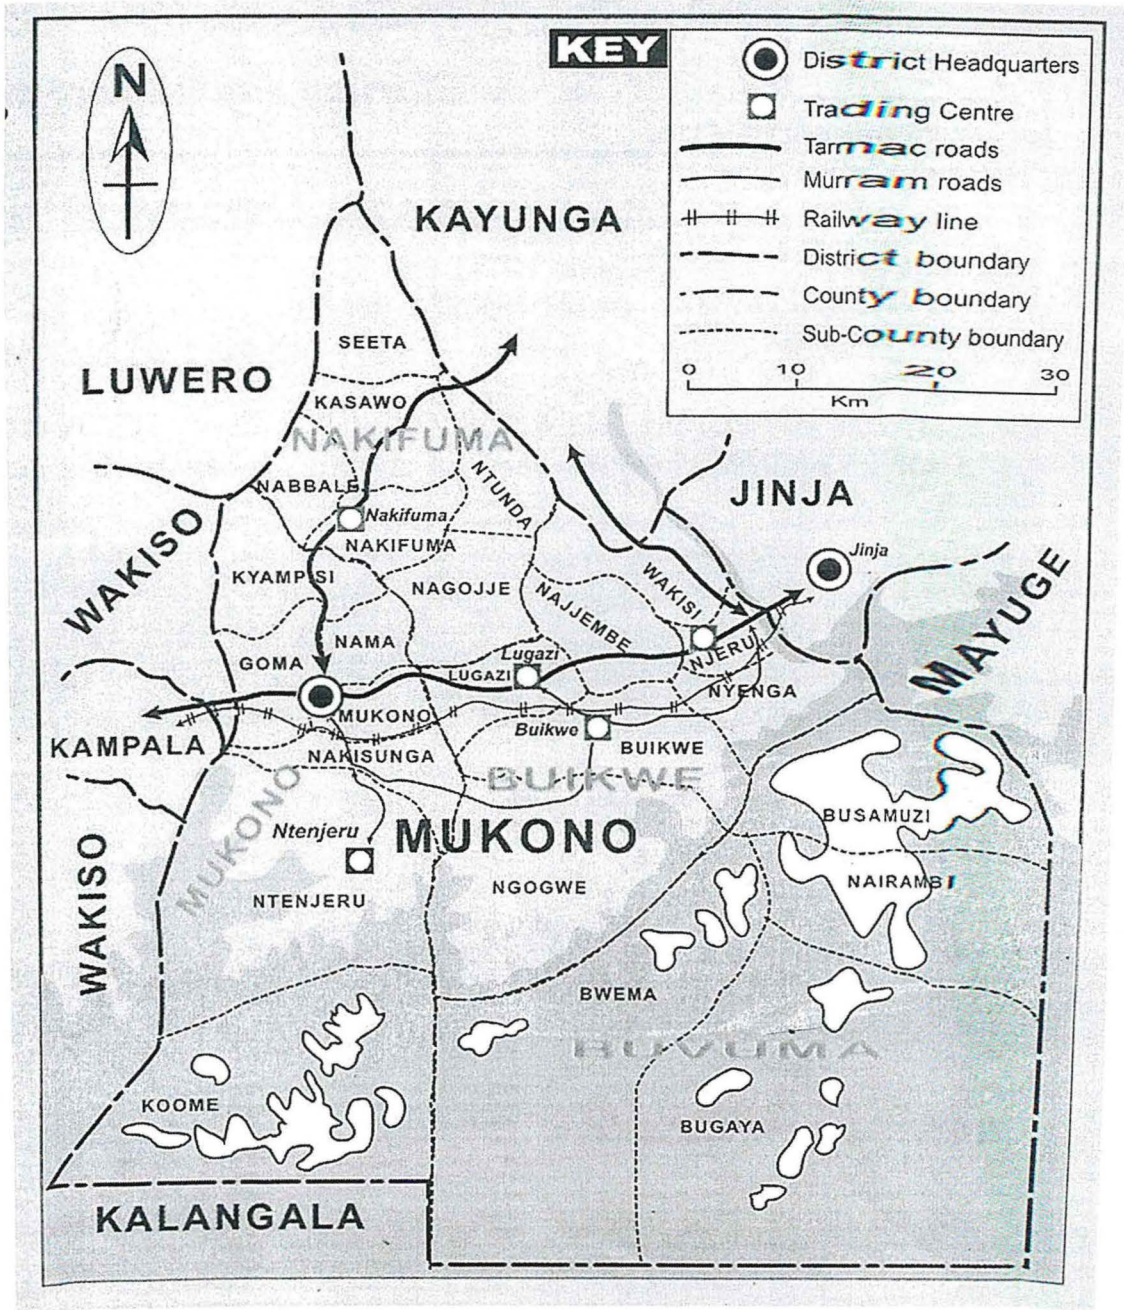 KEY
N
District Headquarters
Trading Centre
Tarmac roads
Murram roads
Railway line
District boundary
County boundary
Sub-County boundary
0 10 20 30
Km
KAYUNGA
SEETA
LUWERO
KASAWO
NAKIFUMA
NABBALE
NTUNDA
JINJA
Nakifuma
NAKIFUMA
WAKISO
Jinja
KYAMPISI
NAGOJJE
WAKISI
NAJJEMBE
MAYUGE
NAMA
GOMA
Lugazi
LUGAZI
NJERU
NYENGA
MUKONO
Buikwe
BUIKWE
KAMPALA
NAKISUNGA
BUIKWE
MUKONO
Ntenjeru
MUKONO
BUSAMUZI
WAKISO
NTENJERU
NGOGWE
NAIRAMBI
BWEMA
RUVUMA
KOOME
BUGAYA
KALANGALA